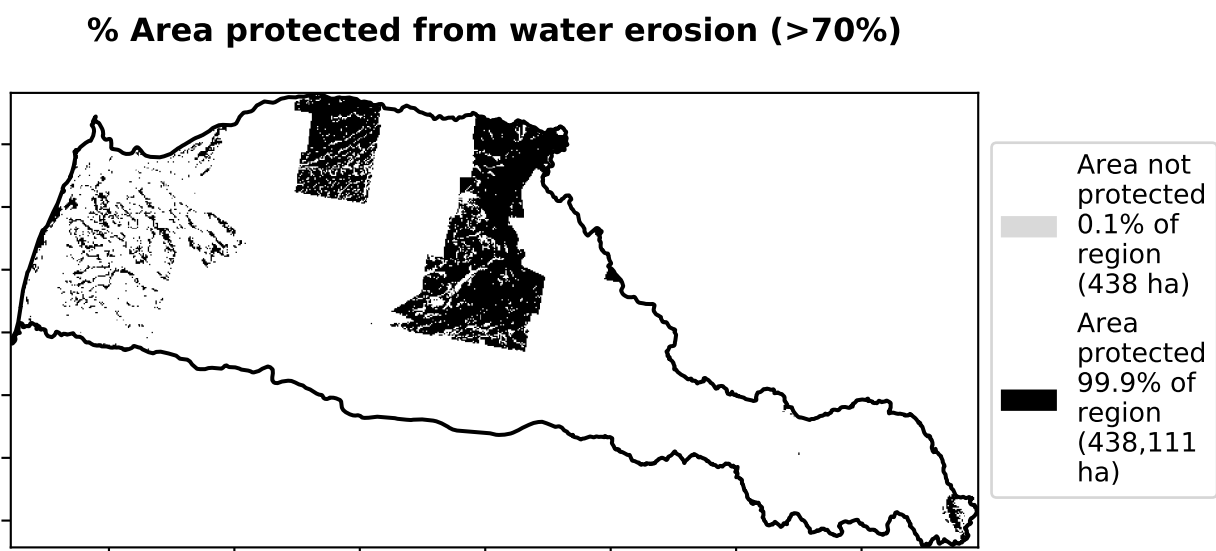 % Area protected from water erosion (>70%)
Area not
protected
0.1% of
region
(438 ha)
Area
protected
99.9% of
region
(438,111
ha)